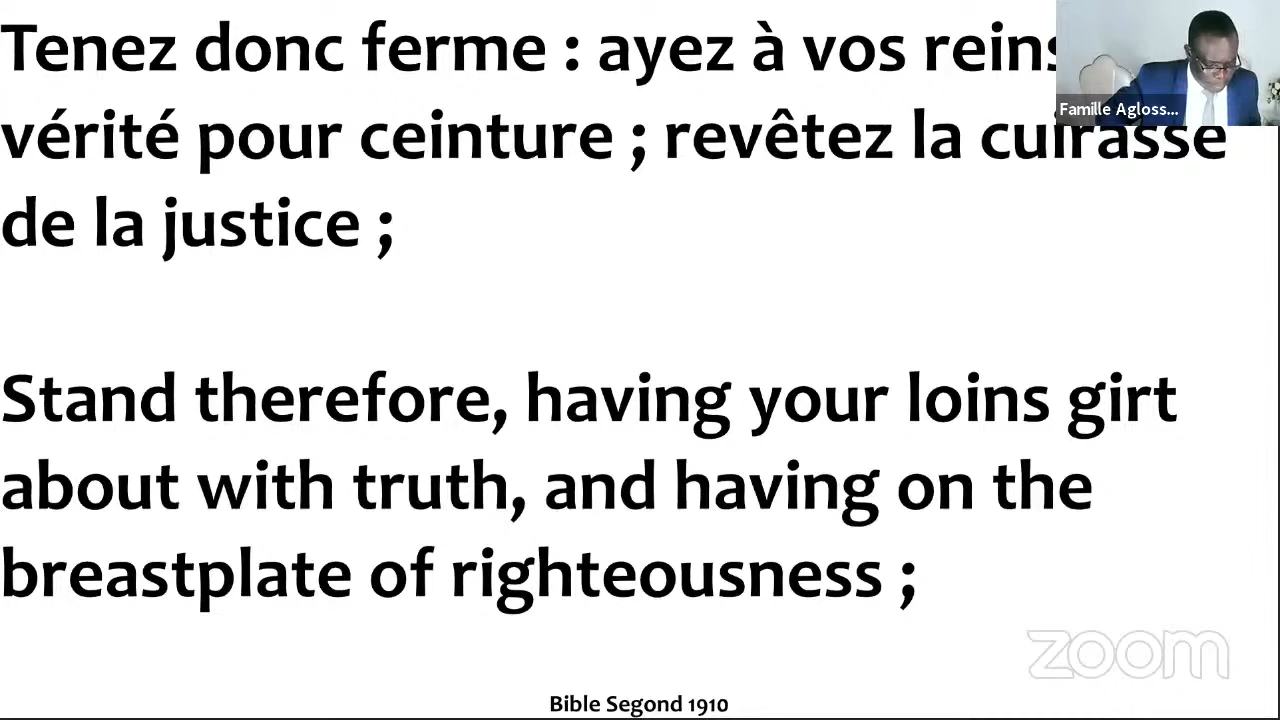 Tenez donc ferme : ayez à vos reins
Famille Agloss...
vérité pour ceinture ; revêtez la cuirasse
de la justice ;
Stand therefore, having your loins girt
about with truth, and having on the
breastplate of righteousness ;
zoom
Bible Segond 1910